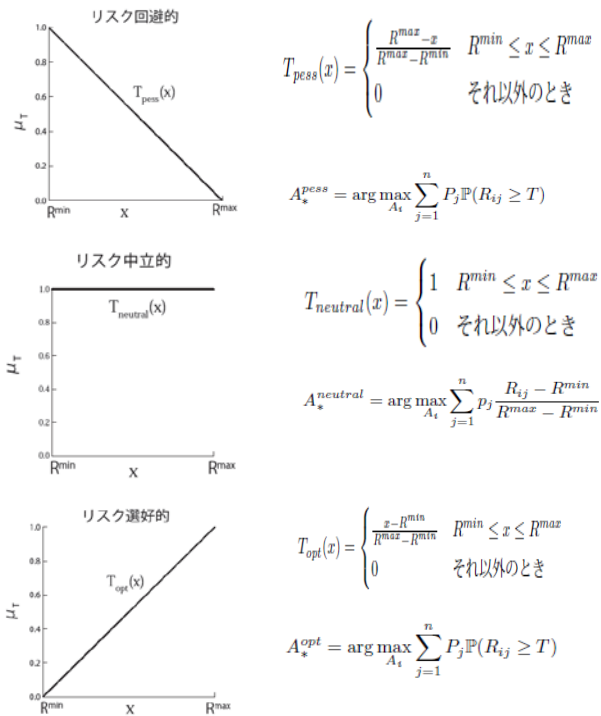 リスク回避的
1.0
0.8
0.6
0.4
0.2
0.0
μT
Tpess(x)
Rmin
x
Rmax
Tpess(x) = { Rmax−x / Rmax−Rmin   Rmin ≤ x ≤ Rmax
0   それ以外のとき
A*pess = arg max Ai ∑ j=1 n Pj ℙ(Rij ≥ T)
リスク中立的
1.0
0.8
0.6
0.4
0.2
0.0
μT
Tneutral(x)
Rmin
x
Rmax
Tneutral(x) = { 1   Rmin ≤ x ≤ Rmax
0   それ以外のとき
A*neutral = arg max Ai ∑ j=1 n pj Rij − Rmin / Rmax − Rmin
リスク選好的
1.0
0.8
0.6
0.4
0.2
0.0
μT
Topt(x)
Rmin
x
Rmax
Topt(x) = { x−Rmin / Rmax−Rmin   Rmin ≤ x ≤ Rmax
0   それ以外のとき
A*opt = arg max Ai ∑ j=1 n Pj ℙ(Rij ≥ T)